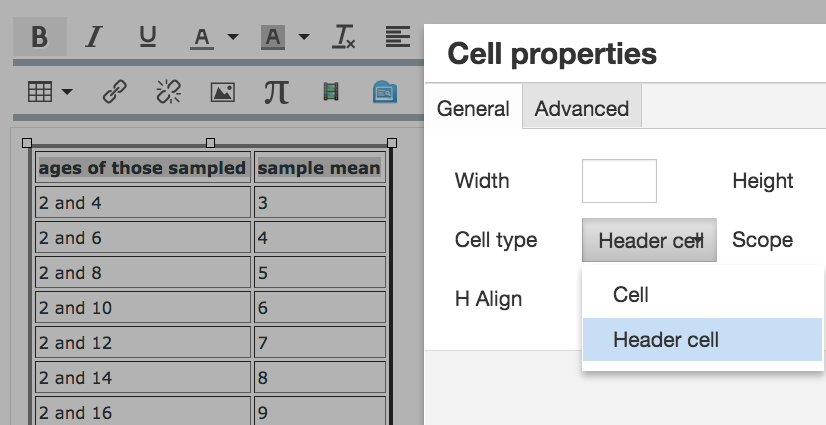 B I U A A Tx
π
ages of those sampled sample mean
2 and 4 3
2 and 6 4
2 and 8 5
2 and 10 6
2 and 12 7
2 and 14 8
2 and 16 9
Cell properties
General Advanced
Width Height
Cell type Header cell Scope
H Align
Cell
Header cell